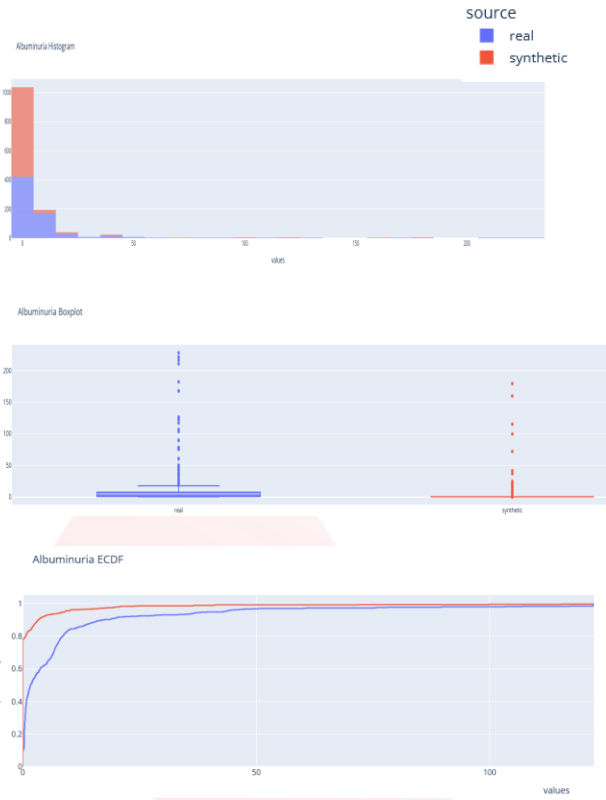 source
real
synthetic
Albuminuria Histogram
1000
800
600
400
200
0
0 50 100 150 200
values
Albuminuria Boxplot
200
150
100
50
0
real synthetic
Albuminuria ECDF
1
0.8
0.6
0.4
0.2
0
0 50 100
values